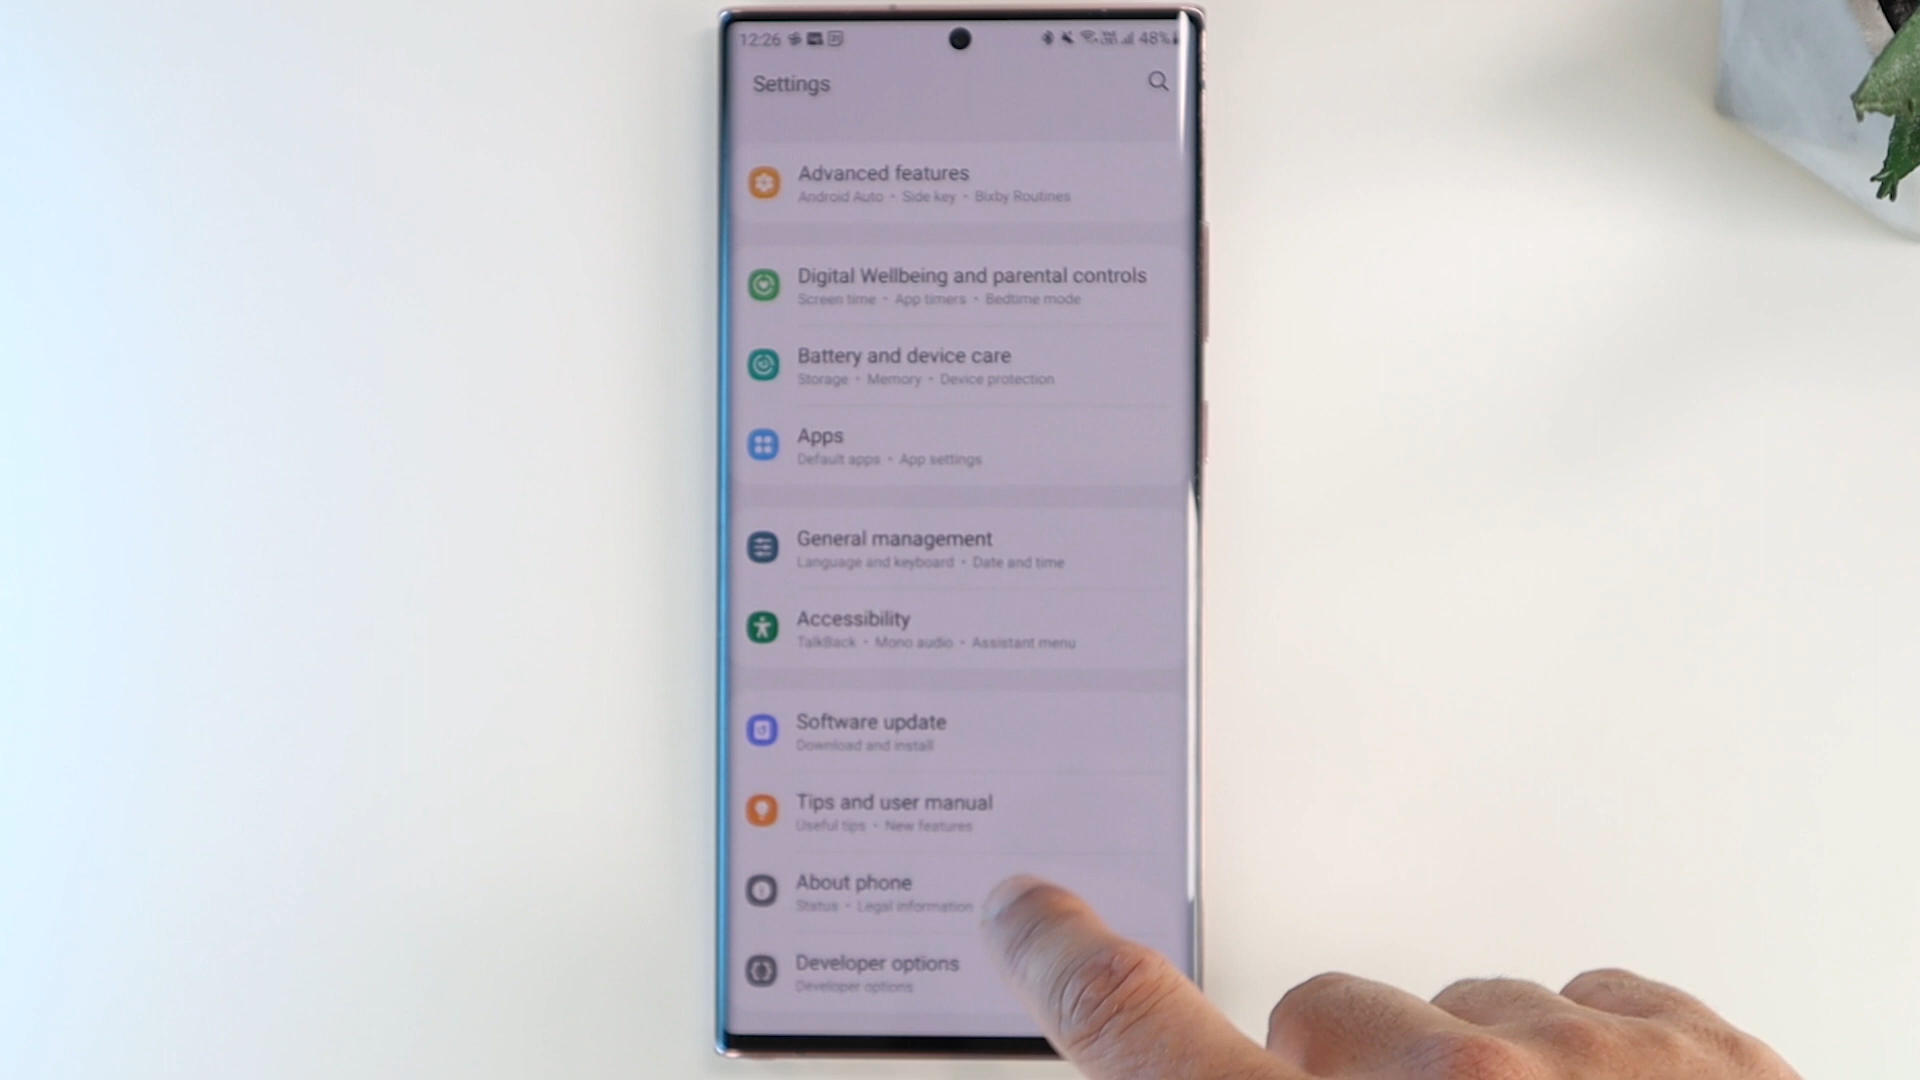 12:26 48%
Settings
Advanced features
Android Auto • Side key • Bixby Routines
Digital Wellbeing and parental controls
Screen time • App timers • Bedtime mode
Battery and device care
Storage • Memory • Device protection
Apps
Default apps • App settings
General management
Language and keyboard • Date and time
Accessibility
TalkBack • Mono audio • Assistant menu
Software update
Download and install
Tips and user manual
Useful tips • New features
About phone
Status • Legal information
Developer options
Developer options